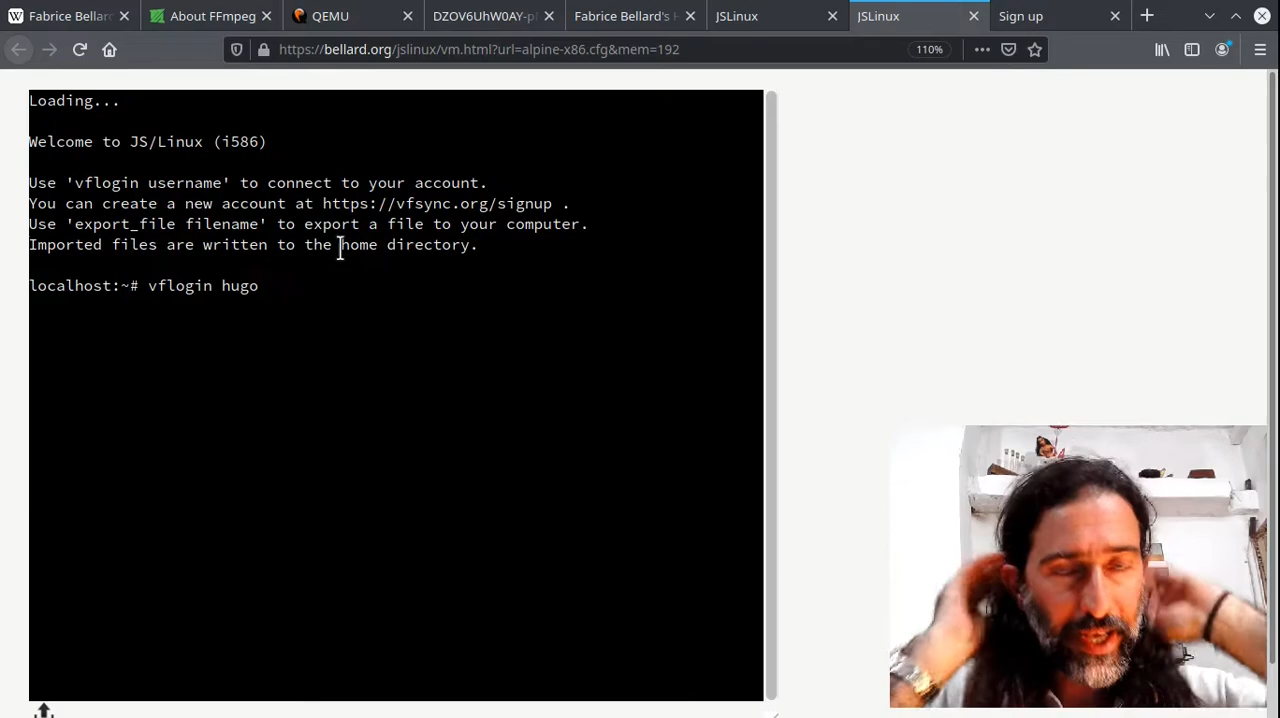 Fabrice Bellard
About FFmpeg
QEMU
DZOV6UhW0AY-p
Fabrice Bellard's H
JSLinux
JSLinux
Sign up
https://bellard.org/jslinux/vm.html?url=alpine-x86.cfg&mem=192
110%
Loading...
Welcome to JS/Linux (i586)
Use 'vflogin username' to connect to your account.
You can create a new account at https://vfsync.org/signup .
Use 'export_file filename' to export a file to your computer.
Imported files are written to the home directory.
localhost:~# vflogin hugo